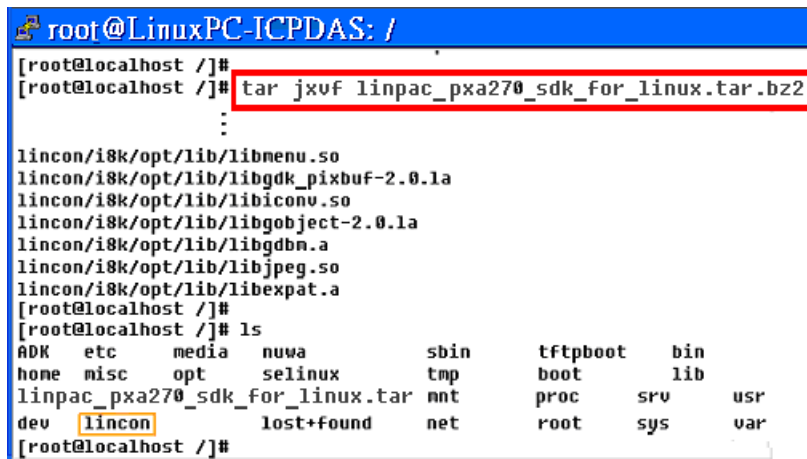 root@LinuxPC-ICPDAS: /
[root@localhost /]#
[root@localhost /]# tar jxvf linpac_pxa270_sdk_for_linux.tar.bz2
⋮
lincon/i8k/opt/lib/libmenu.so
lincon/i8k/opt/lib/libgdk_pixbuf-2.0.la
lincon/i8k/opt/lib/libiconv.so
lincon/i8k/opt/lib/libgobject-2.0.la
lincon/i8k/opt/lib/libgdbm.a
lincon/i8k/opt/lib/libjpeg.so
lincon/i8k/opt/lib/libexpat.a
[root@localhost /]#
[root@localhost /]# ls
ADK etc media nuwa sbin tftpboot bin
home misc opt selinux tmp boot lib
linpac_pxa270_sdk_for_linux.tar mnt proc srv usr
dev lincon lost+found net root sys var
[root@localhost /]#